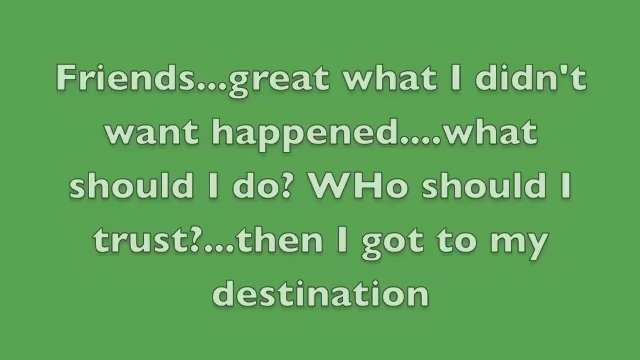 Friends...great what I didn't
want happened....what
should I do? WHo should I
trust?...then I got to my
destination